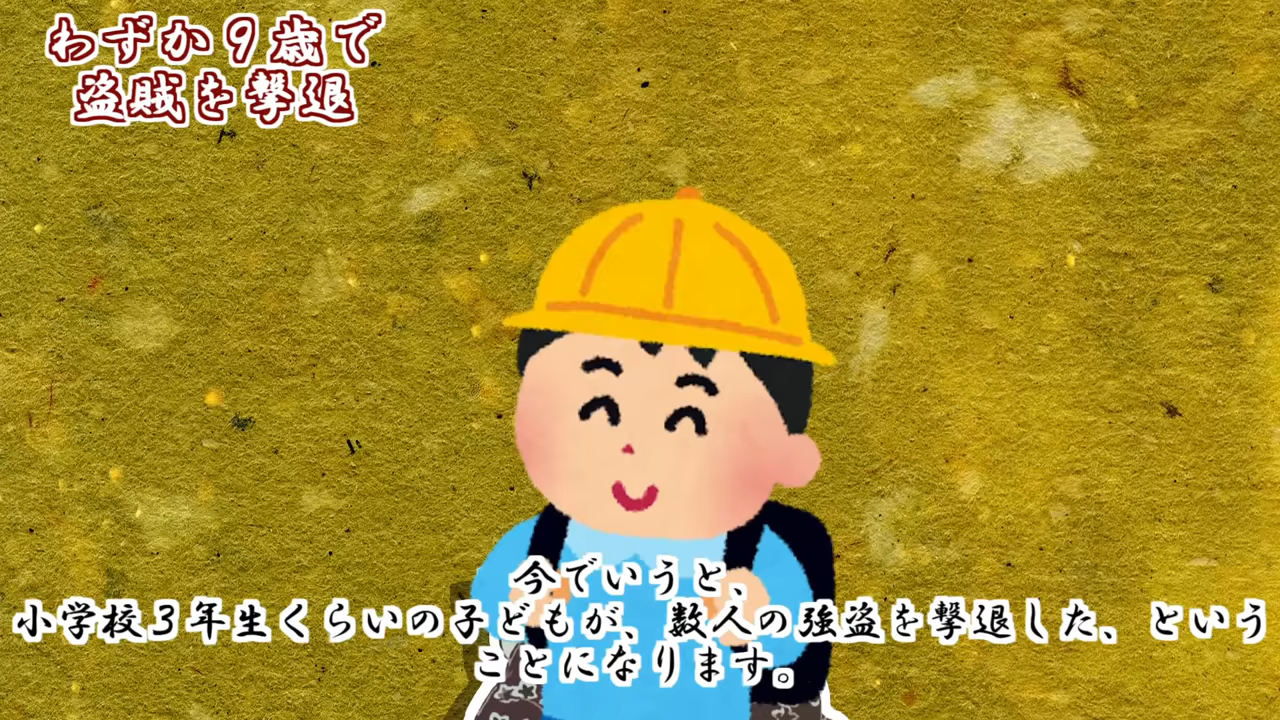 わずか９歳で
盗賊を撃退
今でいうと、
小学校３年生くらいの子どもが、数人の強盗を撃退した、という
ことになります。